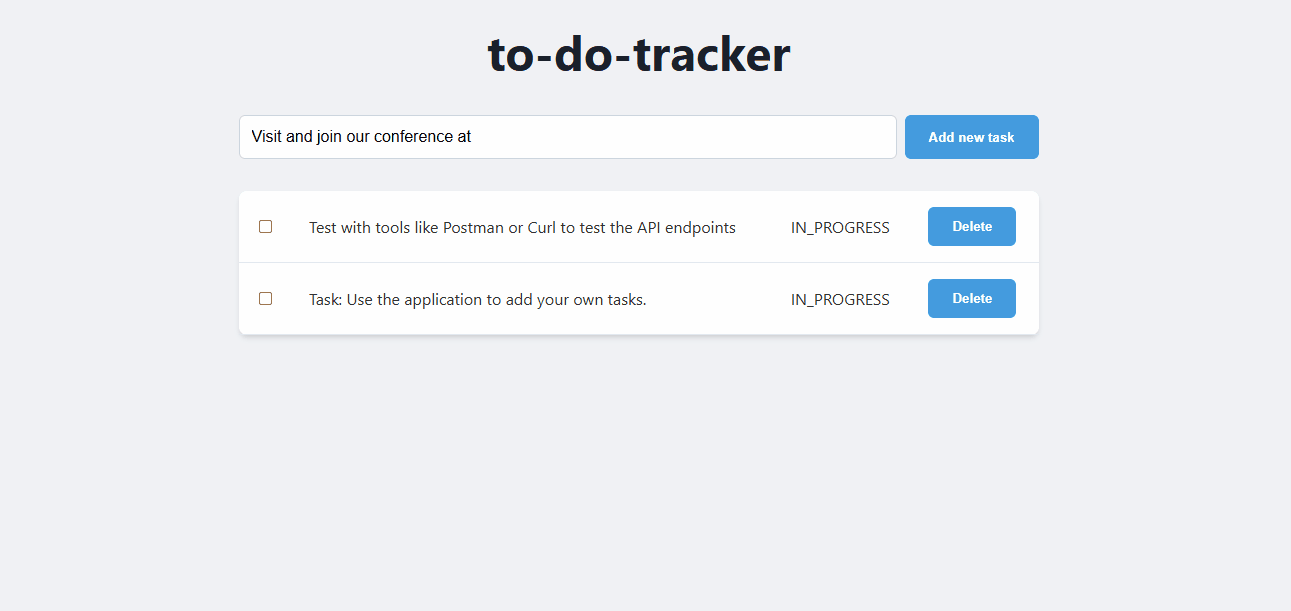 to-do-tracker
Visit and join our conference at
Add new task
Test with tools like Postman or Curl to test the API endpoints
IN_PROGRESS
Delete
Task: Use the application to add your own tasks.
IN_PROGRESS
Delete